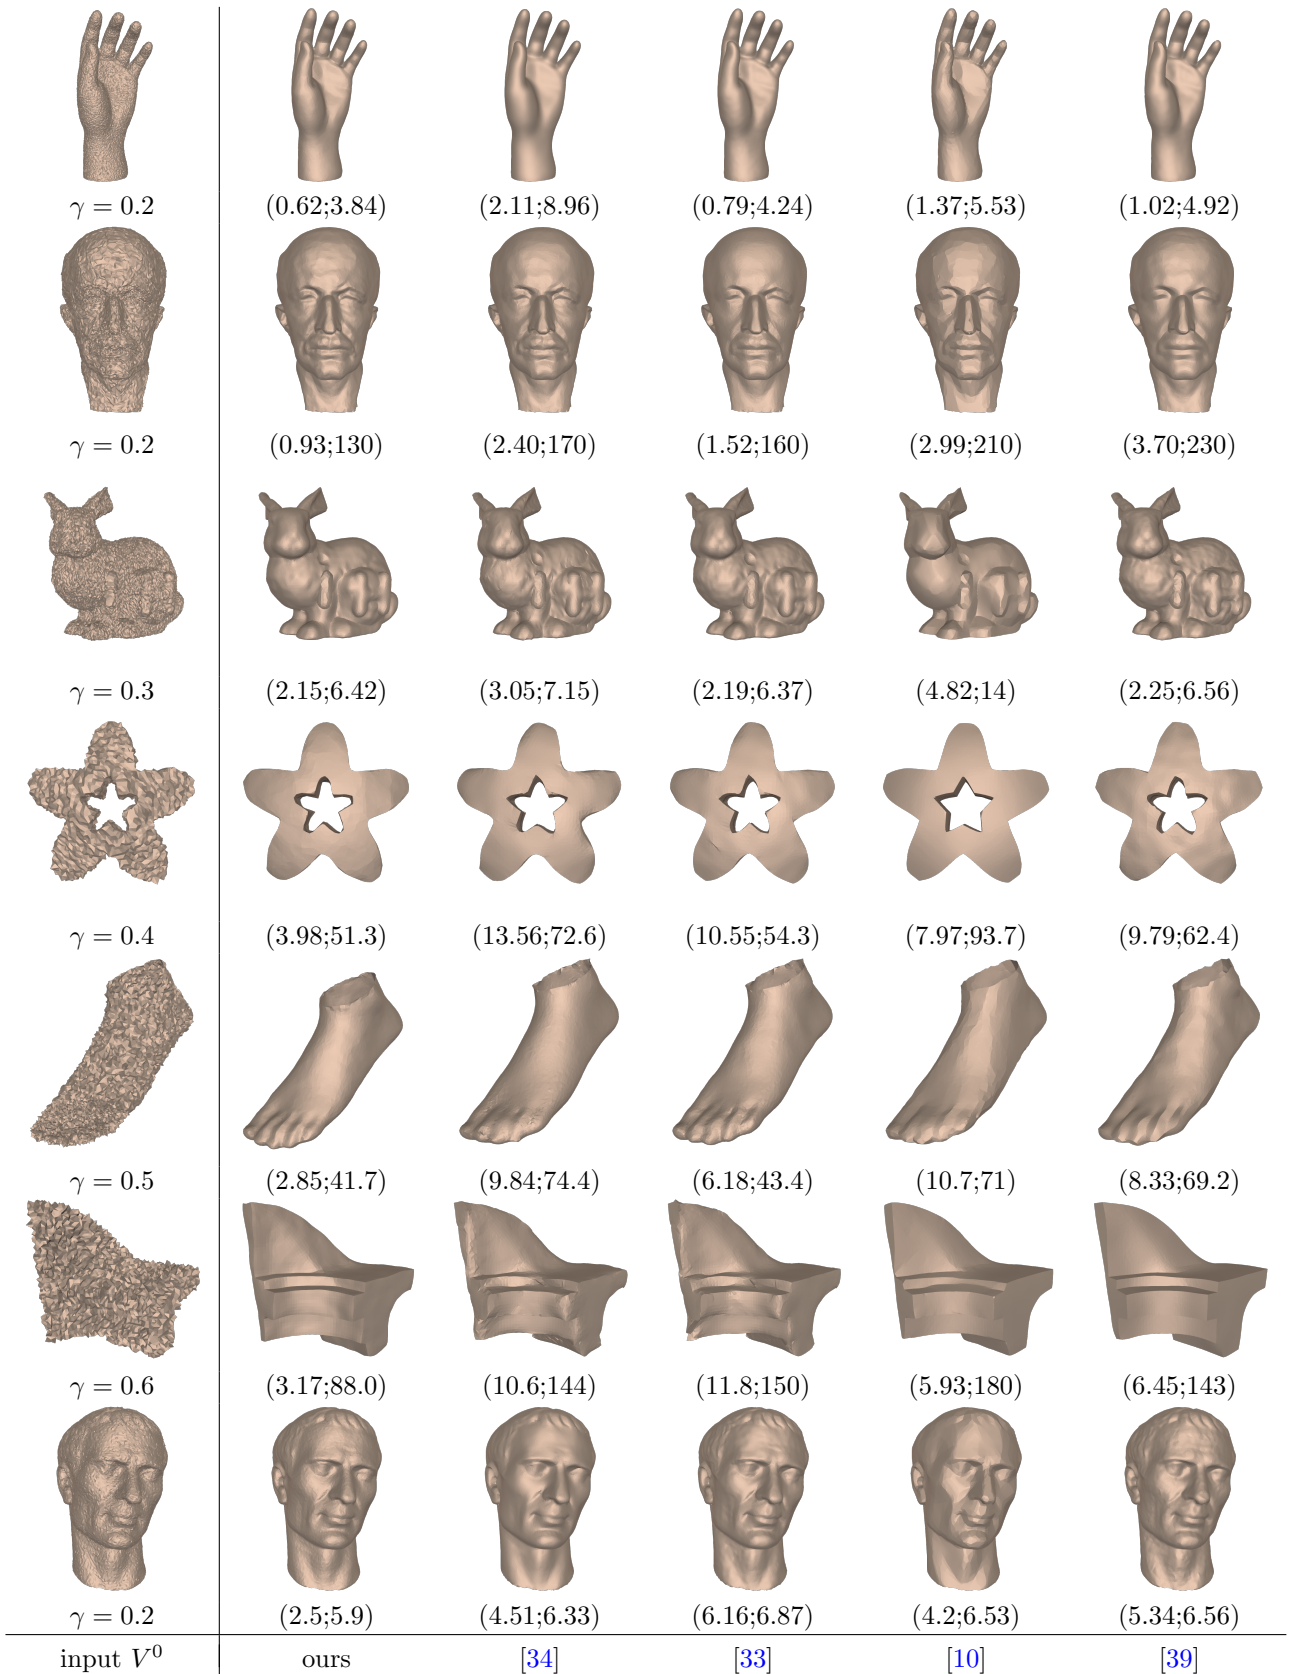 γ = 0.2 (0.62;3.84) (2.11;8.96) (0.79;4.24) (1.37;5.53) (1.02;4.92)
γ = 0.2 (0.93;130) (2.40;170) (1.52;160) (2.99;210) (3.70;230)
γ = 0.3 (2.15;6.42) (3.05;7.15) (2.19;6.37) (4.82;14) (2.25;6.56)
γ = 0.4 (3.98;51.3) (13.56;72.6) (10.55;54.3) (7.97;93.7) (9.79;62.4)
γ = 0.5 (2.85;41.7) (9.84;74.4) (6.18;43.4) (10.7;71) (8.33;69.2)
γ = 0.6 (3.17;88.0) (10.6;144) (11.8;150) (5.93;180) (6.45;143)
γ = 0.2 (2.5;5.9) (4.51;6.33) (6.16;6.87) (4.2;6.53) (5.34;6.56)
input V⁰ ours [34] [33] [10] [39]